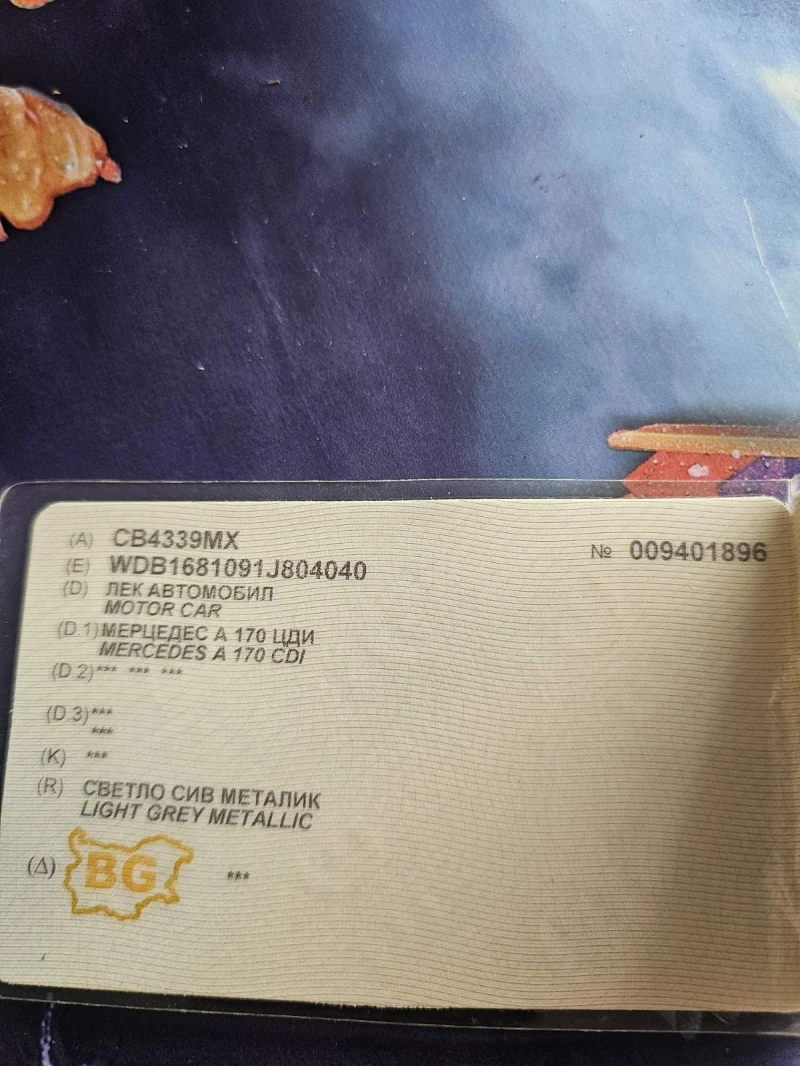 (A) CB4339MX
№ 009401896
(E) WDB1681091J804040
(D) ЛЕК АВТОМОБИЛ
MOTOR CAR
(D.1) МЕРЦЕДЕС А 170 ЦДИ
MERCEDES A 170 CDI
(D.2) *** *** ***
(D.3) ***
***
(K) ***
(R) СВЕТЛО СИВ МЕТАЛИК
LIGHT GREY METALLIC
(Δ) BG ***